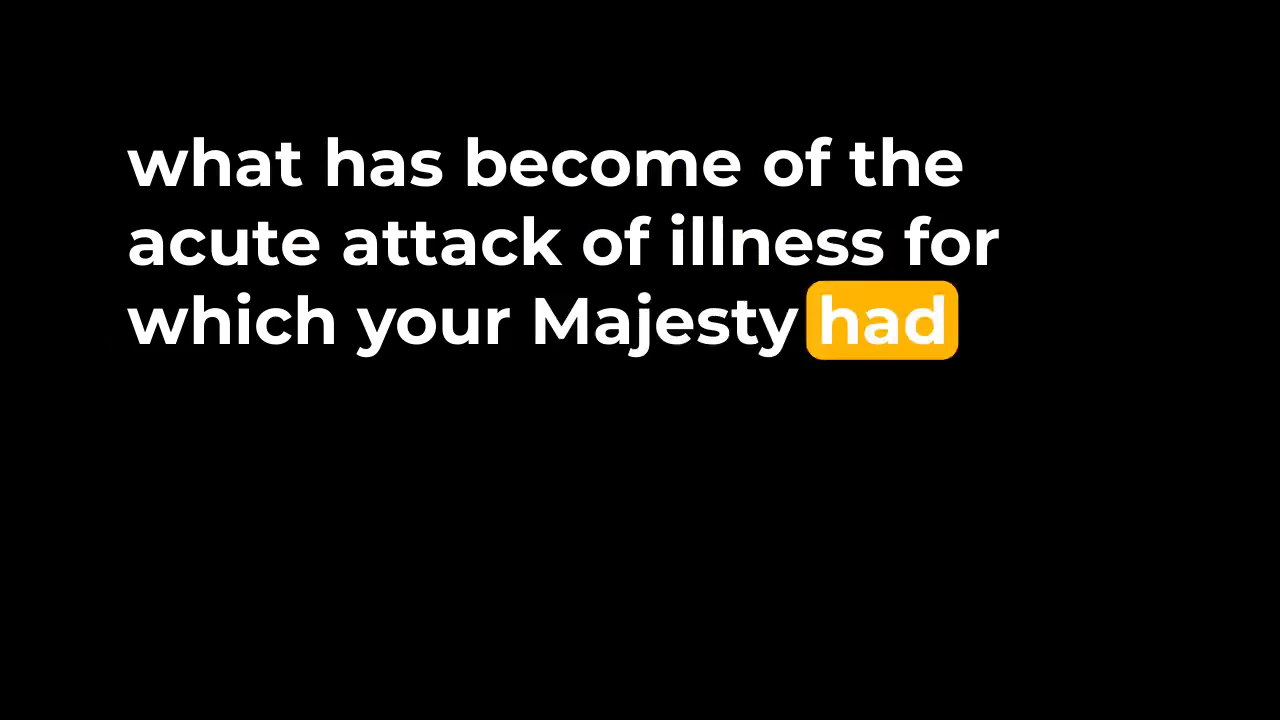 what has become of the
acute attack of illness for
which your Majesty had